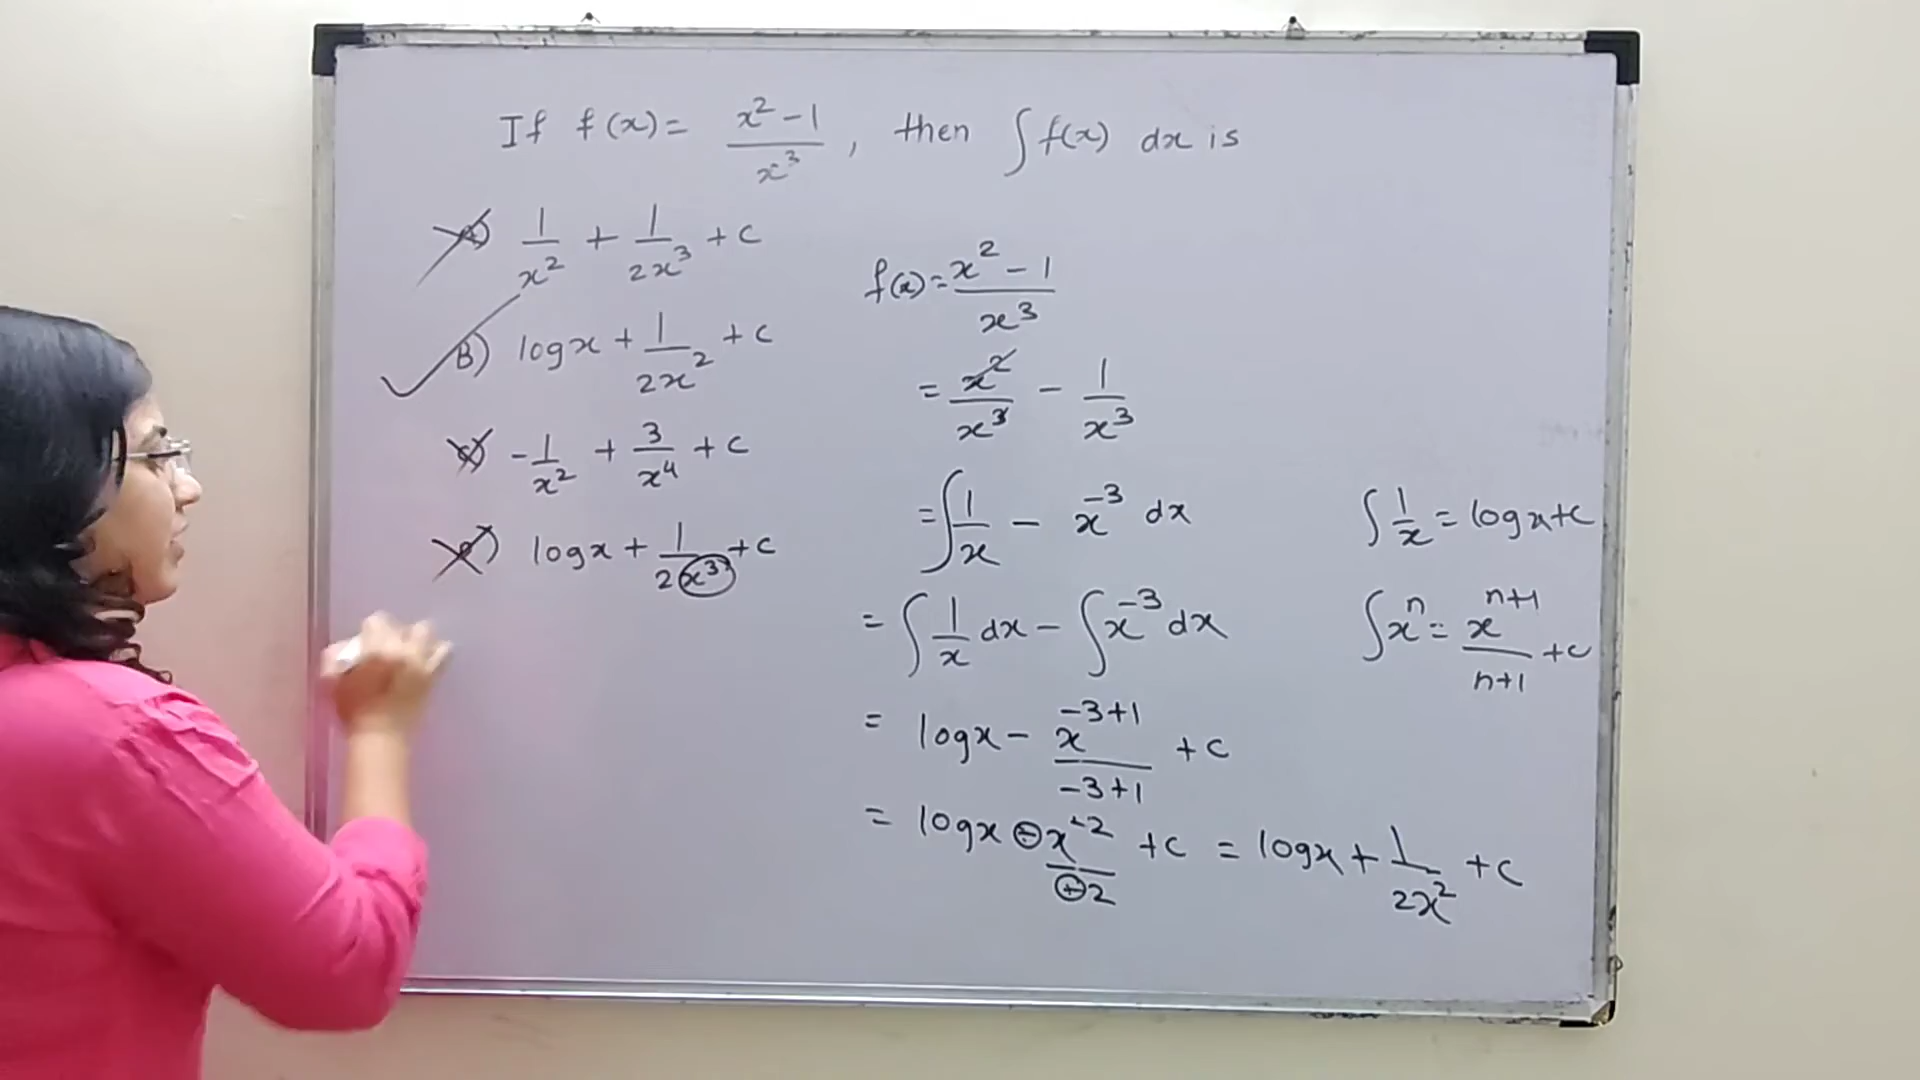 If f(x) = x² - 1 / x³ , then ∫ f(x) dx is
A) 1/x² + 1/2x³ + c
B) log x + 1/2x² + c
C) -1/x² + 3/x⁴ + c
log x + 1/2x³ + c
f(x) = x² - 1 / x³
= x²/x³ - 1/x³
= ∫ 1/x - x⁻³ dx
= ∫ 1/x dx - ∫ x⁻³ dx
= log x - x⁻³⁺¹ / -3+1 + c
= log x ⊖ x⁻² / ⊖2 + c = log x + 1/2x² + c
∫ 1/x = log x + c
∫ xⁿ = xⁿ⁺¹ / n+1 + c